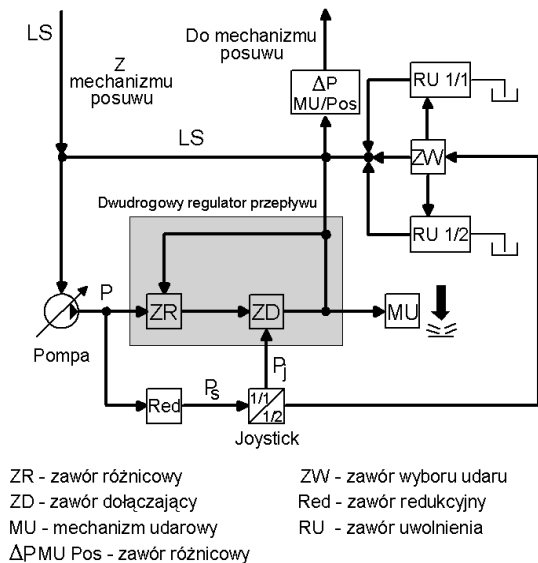 LS
Do mechanizmu
posuwu
Z
mechanizmu
posuwu
ΔP
MU/Pos
RU 1/1
LS
ZW
Dwudrogowy regulator przepływu
RU 1/2
P
ZR
ZD
MU
Pompa
Pj
Red
Ps
1/1
1/2
Joystick
ZR - zawór różnicowy
ZD - zawór dołączający
MU - mechanizm udarowy
ΔP MU Pos - zawór różnicowy
ZW - zawór wyboru udaru
Red - zawór redukcyjny
RU - zawór uwolnienia